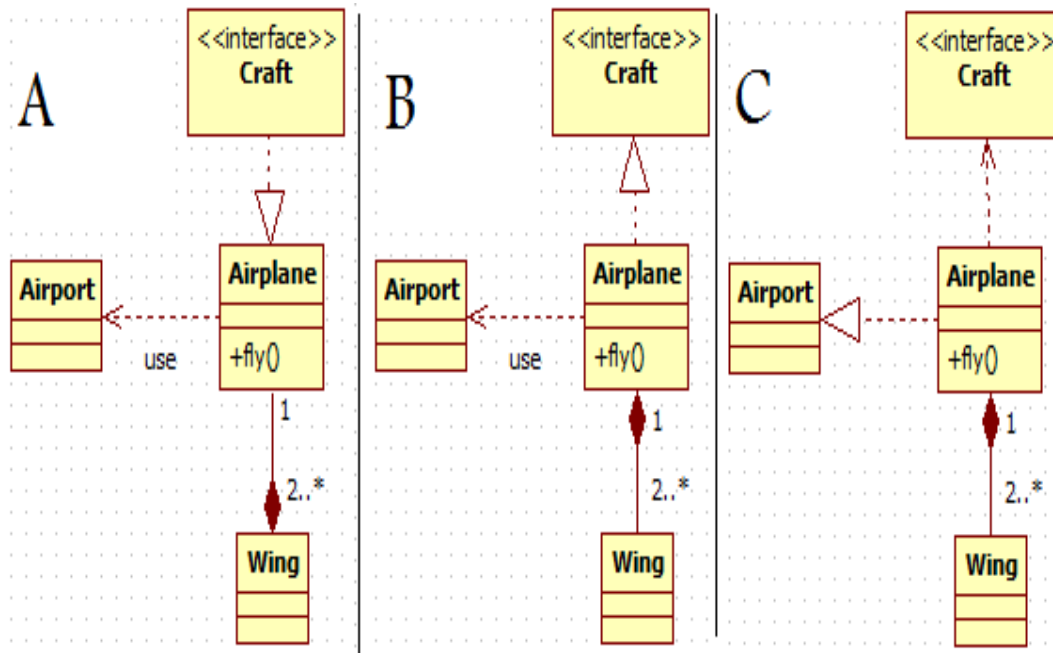 A
<<interface>>
Craft
Airport
Airplane
+fly()
use
1
2..*
Wing
B
<<interface>>
Craft
Airport
Airplane
+fly()
use
1
2..*
Wing
C
<<interface>>
Craft
Airport
Airplane
+fly()
1
2..*
Wing